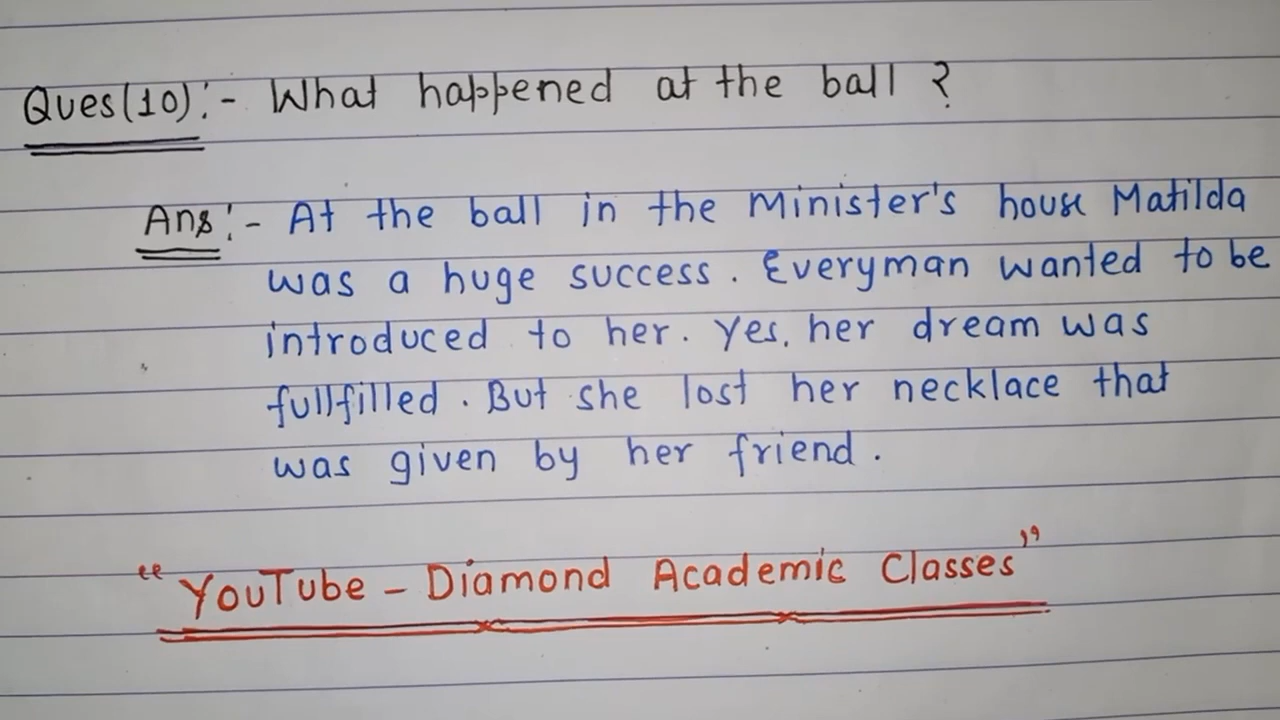 Ques(10):- What happened at the ball ?
Ans:- At the ball in the Minister's house Matilda
was a huge success. Everyman wanted to be
introduced to her. Yes, her dream was
fullfilled. But she lost her necklace that
was given by her friend.
"YouTube - Diamond Academic Classes"